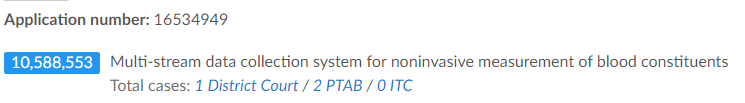 Application number: 16534949
10,588,553 Multi-stream data collection system for noninvasive measurement of blood constituents
Total cases: 1 District Court / 2 PTAB / 0 ITC